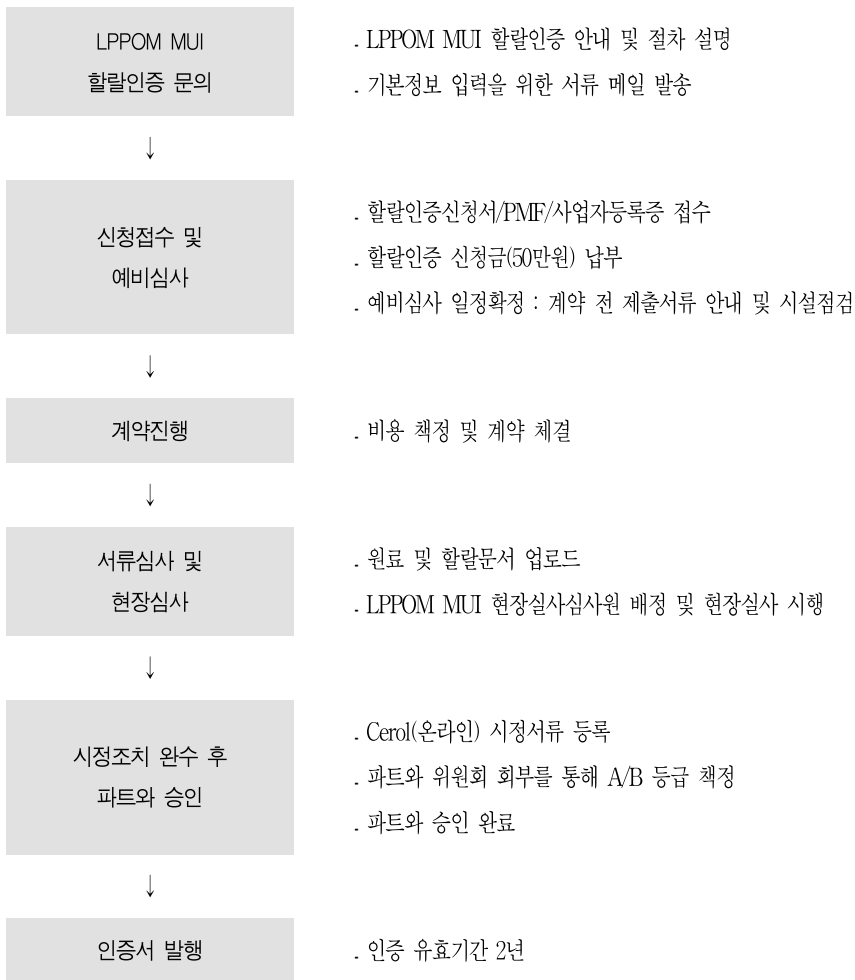 LPPOM MUI
할랄인증 문의
. LPPOM MUI 할랄인증 안내 및 절차 설명
. 기본정보 입력을 위한 서류 메일 발송
↓
신청접수 및
예비심사
. 할랄인증신청서/PMF/사업자등록증 접수
. 할랄인증 신청금(50만원) 납부
. 예비심사 일정확정 : 계약 전 제출서류 안내 및 시설점검
↓
계약진행
. 비용 책정 및 계약 체결
↓
서류심사 및
현장심사
. 원료 및 할랄문서 업로드
. LPPOM MUI 현장실사심사원 배정 및 현장실사 시행
↓
시정조치 완수 후
파트와 승인
. Cerol(온라인) 시정서류 등록
. 파트와 위원회 회부를 통해 A/B 등급 책정
. 파트와 승인 완료
↓
인증서 발행
. 인증 유효기간 2년